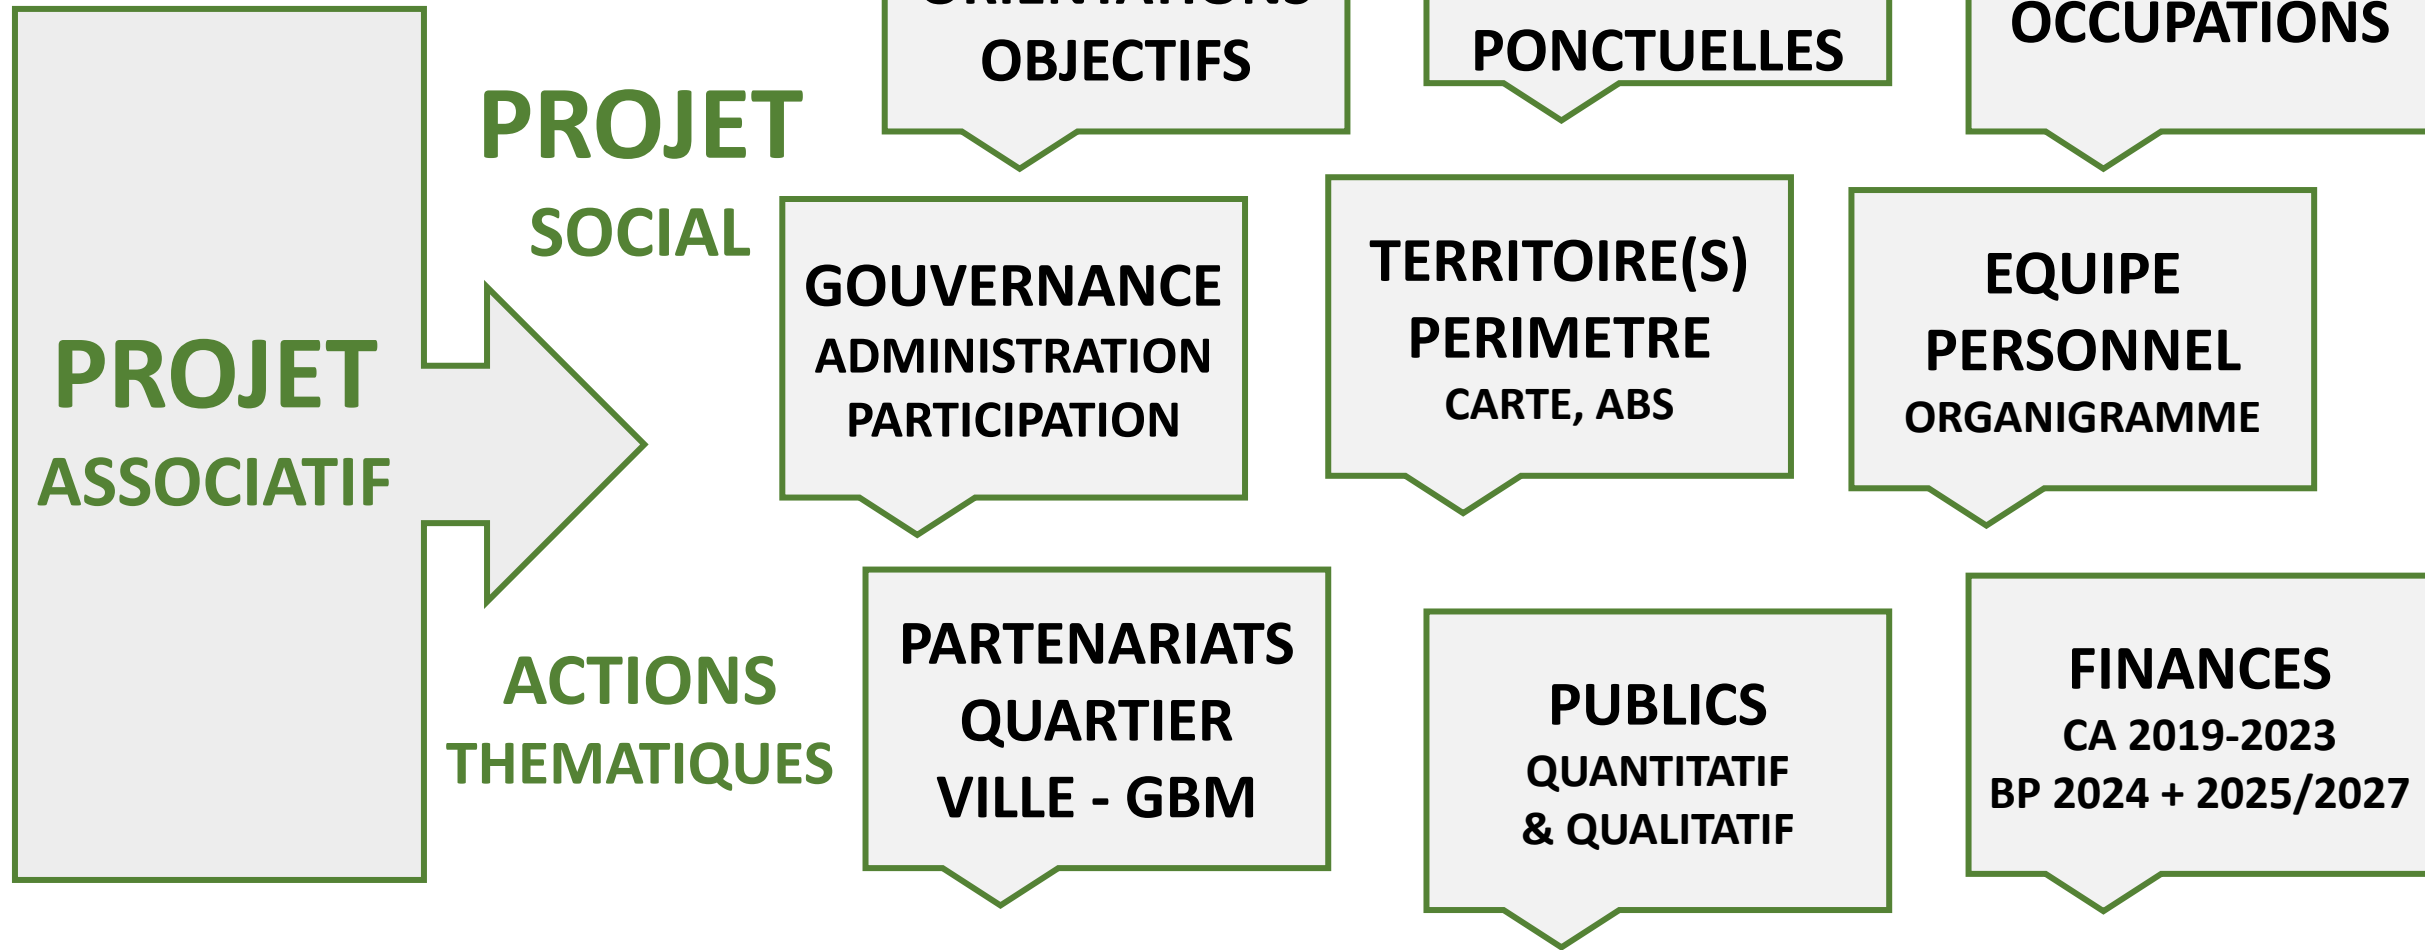 PROJET
ASSOCIATIF
PROJET
SOCIAL
ACTIONS
THEMATIQUES
ORIENTATIONS
OBJECTIFS
PONCTUELLES
OCCUPATIONS
GOUVERNANCE
ADMINISTRATION
PARTICIPATION
TERRITOIRE(S)
PERIMETRE
CARTE, ABS
EQUIPE
PERSONNEL
ORGANIGRAMME
PARTENARIATS
QUARTIER
VILLE - GBM
PUBLICS
QUANTITATIF
& QUALITATIF
FINANCES
CA 2019-2023
BP 2024 + 2025/2027